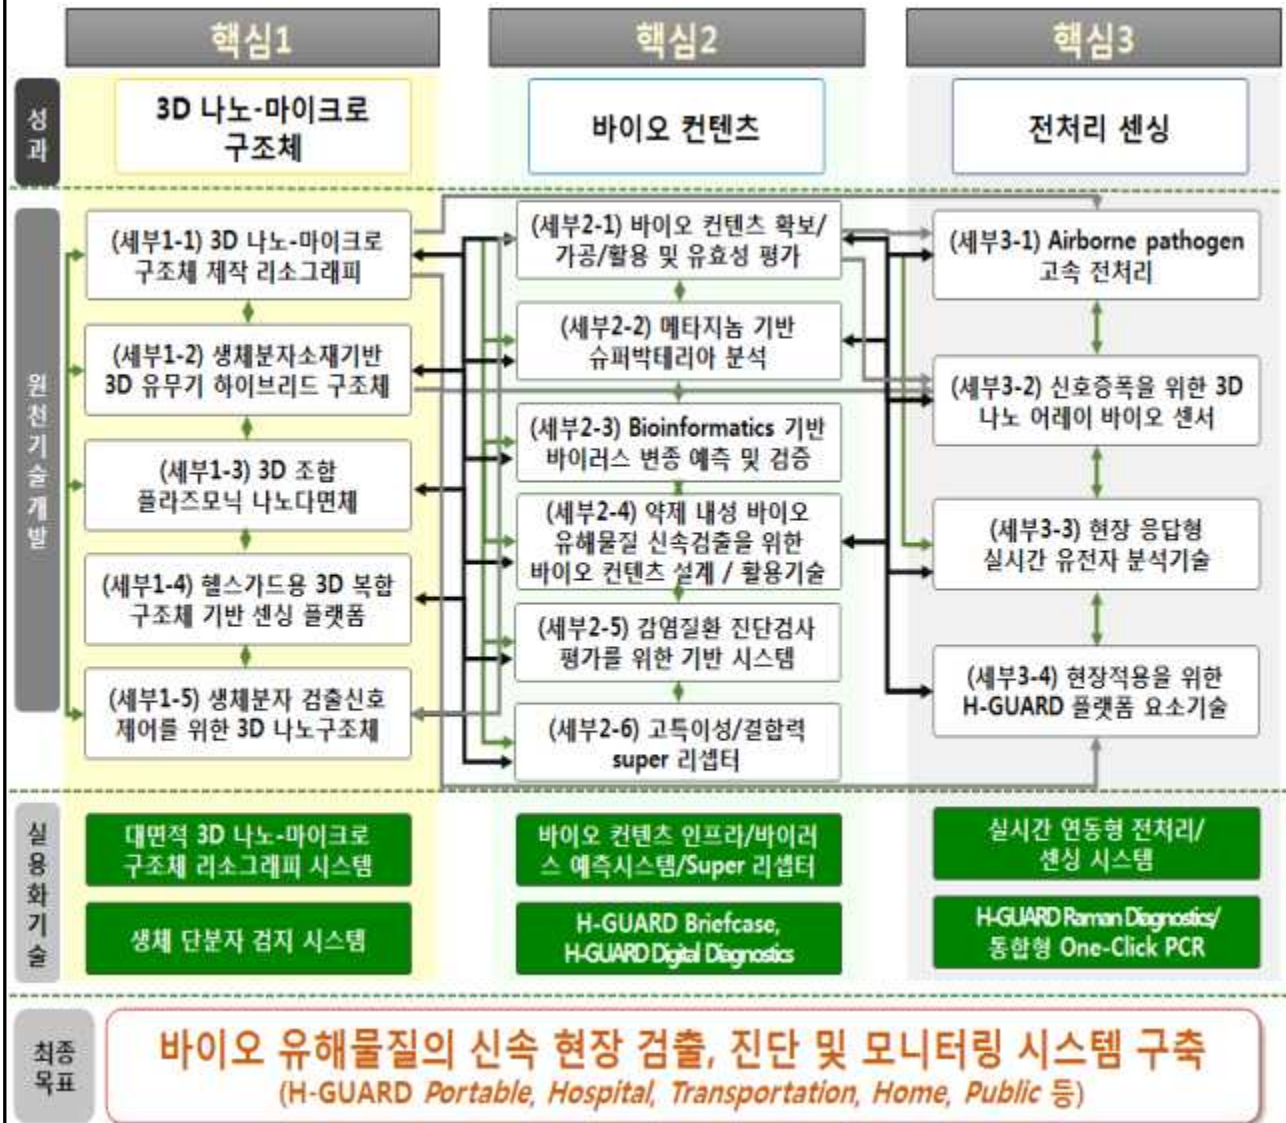 핵심1
핵심2
핵심3
성과
3D 나노-마이크로
구조체
바이오 컨텐츠
전처리 센싱
원천기술개발
(세부1-1) 3D 나노-마이크로
구조체 제작 리소그래피
(세부1-2) 생체분자소재기반
3D 유무기 하이브리드 구조체
(세부1-3) 3D 조합
플라즈모닉 나노다면체
(세부1-4) 헬스가드용 3D 복합
구조체 기반 센싱 플랫폼
(세부1-5) 생체분자 검출신호
제어를 위한 3D 나노구조체
(세부2-1) 바이오 컨텐츠 확보/
가공/활용 및 유효성 평가
(세부2-2) 메타지놈 기반
슈퍼박테리아 분석
(세부2-3) Bioinformatics 기반
바이러스 변종 예측 및 검증
(세부2-4) 약제 내성 바이오
유해물질 신속검출을 위한
바이오 컨텐츠 설계 / 활용기술
(세부2-5) 감염질환 진단검사
평가를 위한 기반 시스템
(세부2-6) 고특이성/결합력
super 리셉터
(세부3-1) Airborne pathogen
고속 전처리
(세부3-2) 신호증폭을 위한 3D
나노 어레이 바이오 센서
(세부3-3) 현장 응답형
실시간 유전자 분석기술
(세부3-4) 현장적용을 위한
H-GUARD 플랫폼 요소기술
실용화기술
대면적 3D 나노-마이크로
구조체 리소그래피 시스템
생체 단분자 검지 시스템
바이오 컨텐츠 인프라/바이러
스 예측시스템/Super 리셉터
H-GUARD Briefcase,
H-GUARD Digital Diagnostics
실시간 연동형 전처리/
센싱 시스템
H-GUARD Raman Diagnostics/
통합형 One-Click PCR
최종
목표
바이오 유해물질의 신속 현장 검출, 진단 및 모니터링 시스템 구축
(H-GUARD Portable, Hospital, Transportation, Home, Public 등)